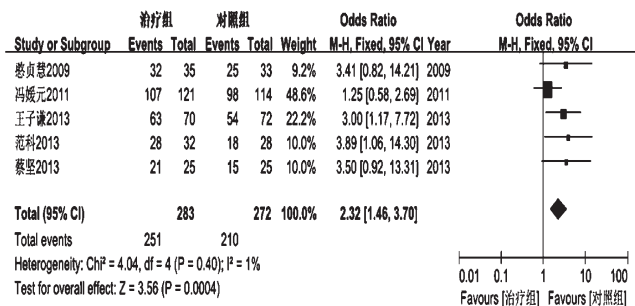 治疗组 对照组 Odds Ratio Odds Ratio
Study or Subgroup Events Total Events Total Weight M-H, Fixed, 95% CI Year M-H, Fixed, 95% CI
憨贞慧2009 32 35 25 33 9.2% 3.41 [0.82, 14.21] 2009
冯媛元2011 107 121 98 114 48.6% 1.25 [0.58, 2.69] 2011
王子谦2013 63 70 54 72 22.2% 3.00 [1.17, 7.72] 2013
范科2013 28 32 18 28 10.0% 3.89 [1.06, 14.30] 2013
蔡坚2013 21 25 15 25 10.0% 3.50 [0.92, 13.31] 2013
Total (95% CI) 283 272 100.0% 2.32 [1.46, 3.70]
Total events 251 210
Heterogeneity: Chi² = 4.04, df = 4 (P = 0.40); I² = 1%
Test for overall effect: Z = 3.56 (P = 0.0004)
0.01 0.1 1 10 100
Favours [治疗组] Favours [对照组]